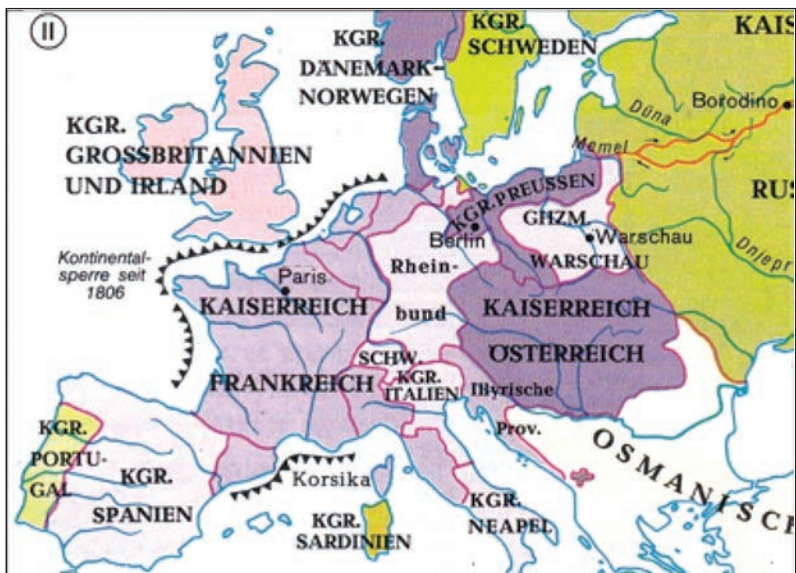 II
KGR.
DÄNEMARK-
NORWEGEN
KGR.
SCHWEDEN
KAIS
Borodino
Düna
Memel
RUS
Dnjepr
KGR.
GROSSBRITANNIEN
UND IRLAND
KGR. PREUSSEN
Berlin
GHZM.
Warschau
WARSCHAU
Kontinental-
sperre seit
1806
Paris
KAISERREICH
FRANKREICH
Rhein-
bund
KAISERREICH
ÖSTERREICH
SCHW.
KGR.
ITALIEN
Illyrische
Prov.
OSMANISCH
KGR.
PORTU-
GAL
KGR.
SPANIEN
Korsika
KGR.
SARDINIEN
KGR.
NEAPEL